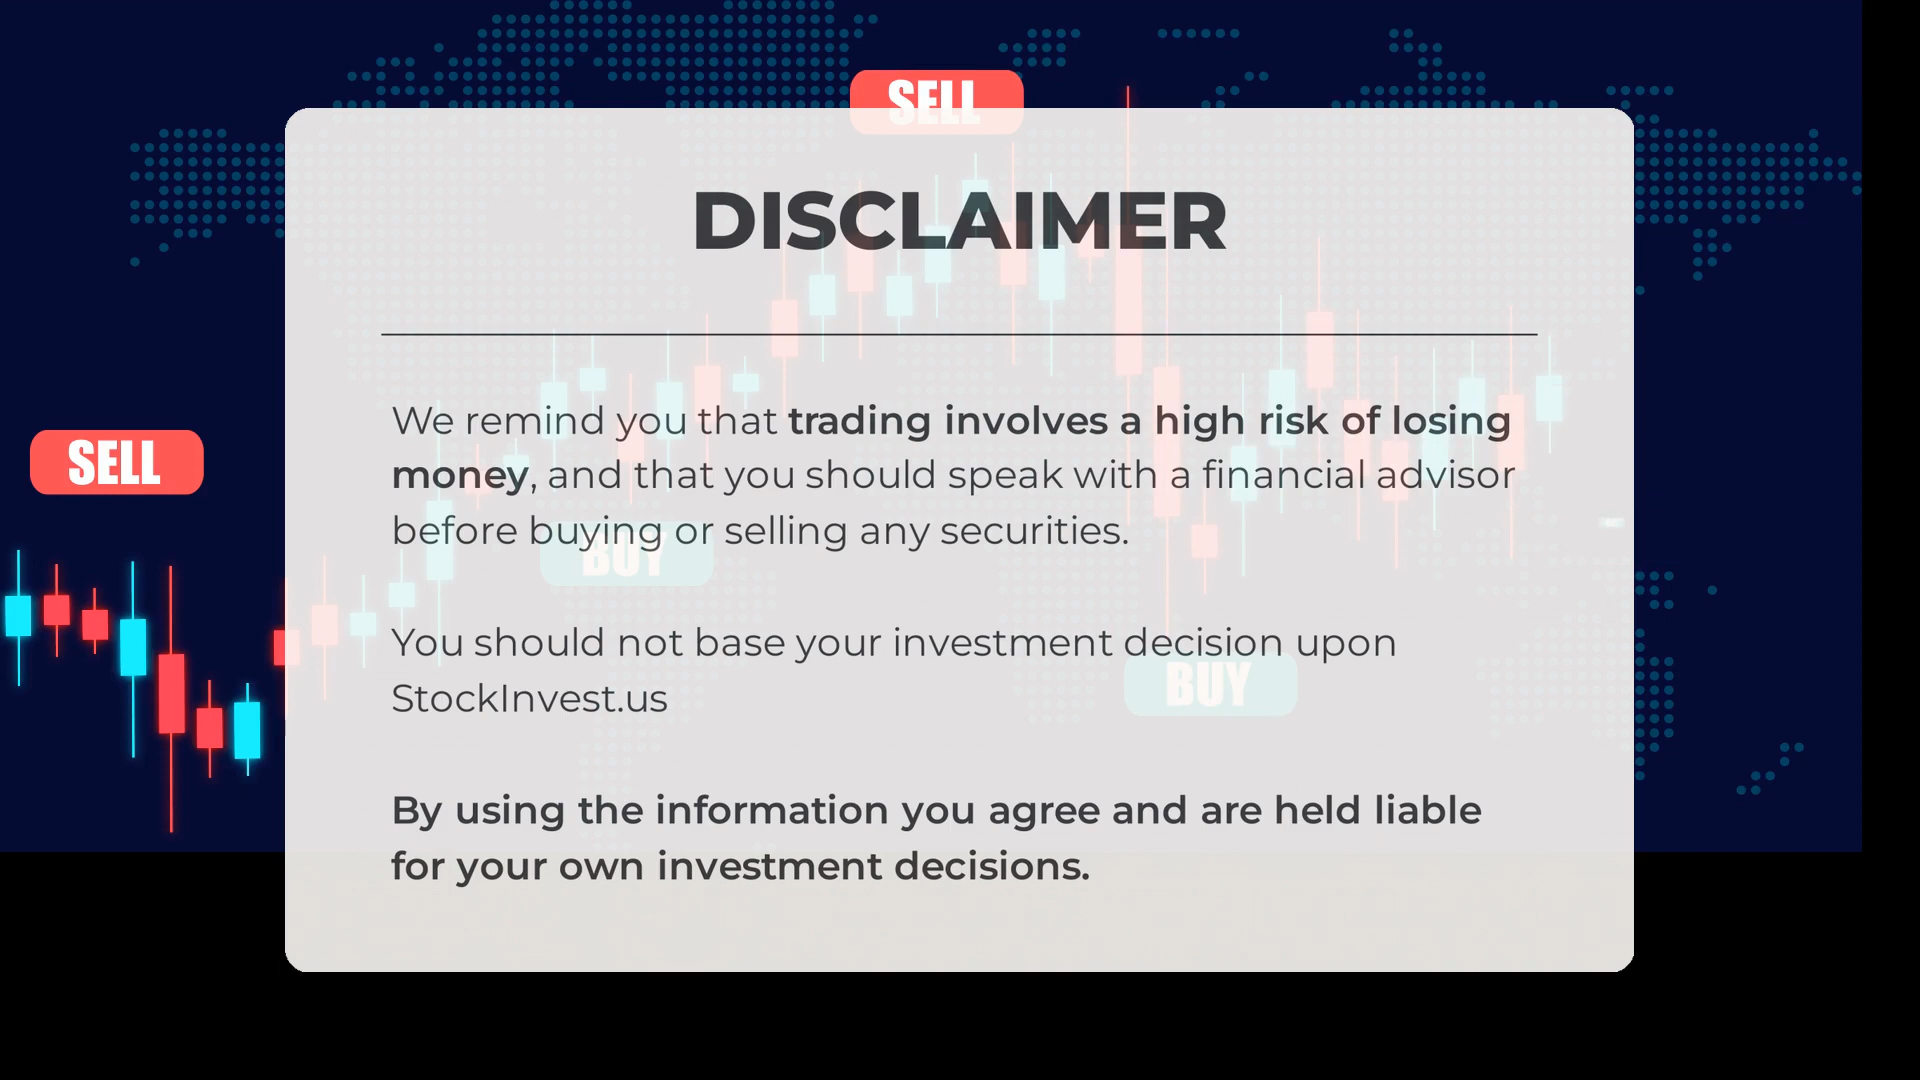 SELL
DISCLAIMER
We remind you that trading involves a high risk of losing
money, and that you should speak with a financial advisor
before buying or selling any securities.
SELL
BUY
You should not base your investment decision upon
StockInvest.us
BUY
By using the information you agree and are held liable
for your own investment decisions.